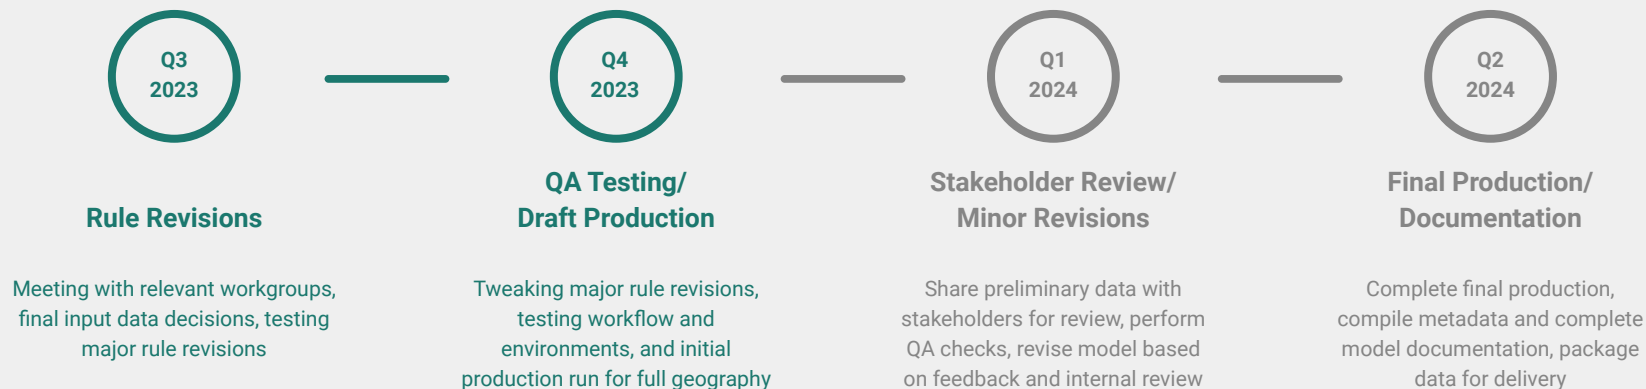 Q3
2023
Rule Revisions
Meeting with relevant workgroups,
final input data decisions, testing
major rule revisions
Q4
2023
QA Testing/
Draft Production
Tweaking major rule revisions,
testing workflow and
environments, and initial
production run for full geography
Q1
2024
Stakeholder Review/
Minor Revisions
Share preliminary data with
stakeholders for review, perform
QA checks, revise model based
on feedback and internal review
Q2
2024
Final Production/
Documentation
Complete final production,
compile metadata and complete
model documentation, package
data for delivery